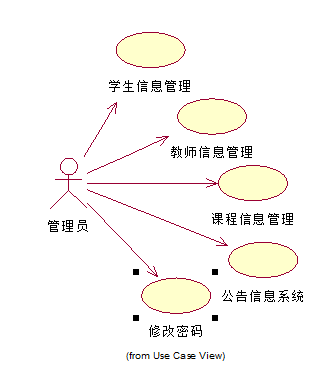 学生信息管理
教师信息管理
课程信息管理
管理员
公告信息系统
修改密码
(from Use Case View)